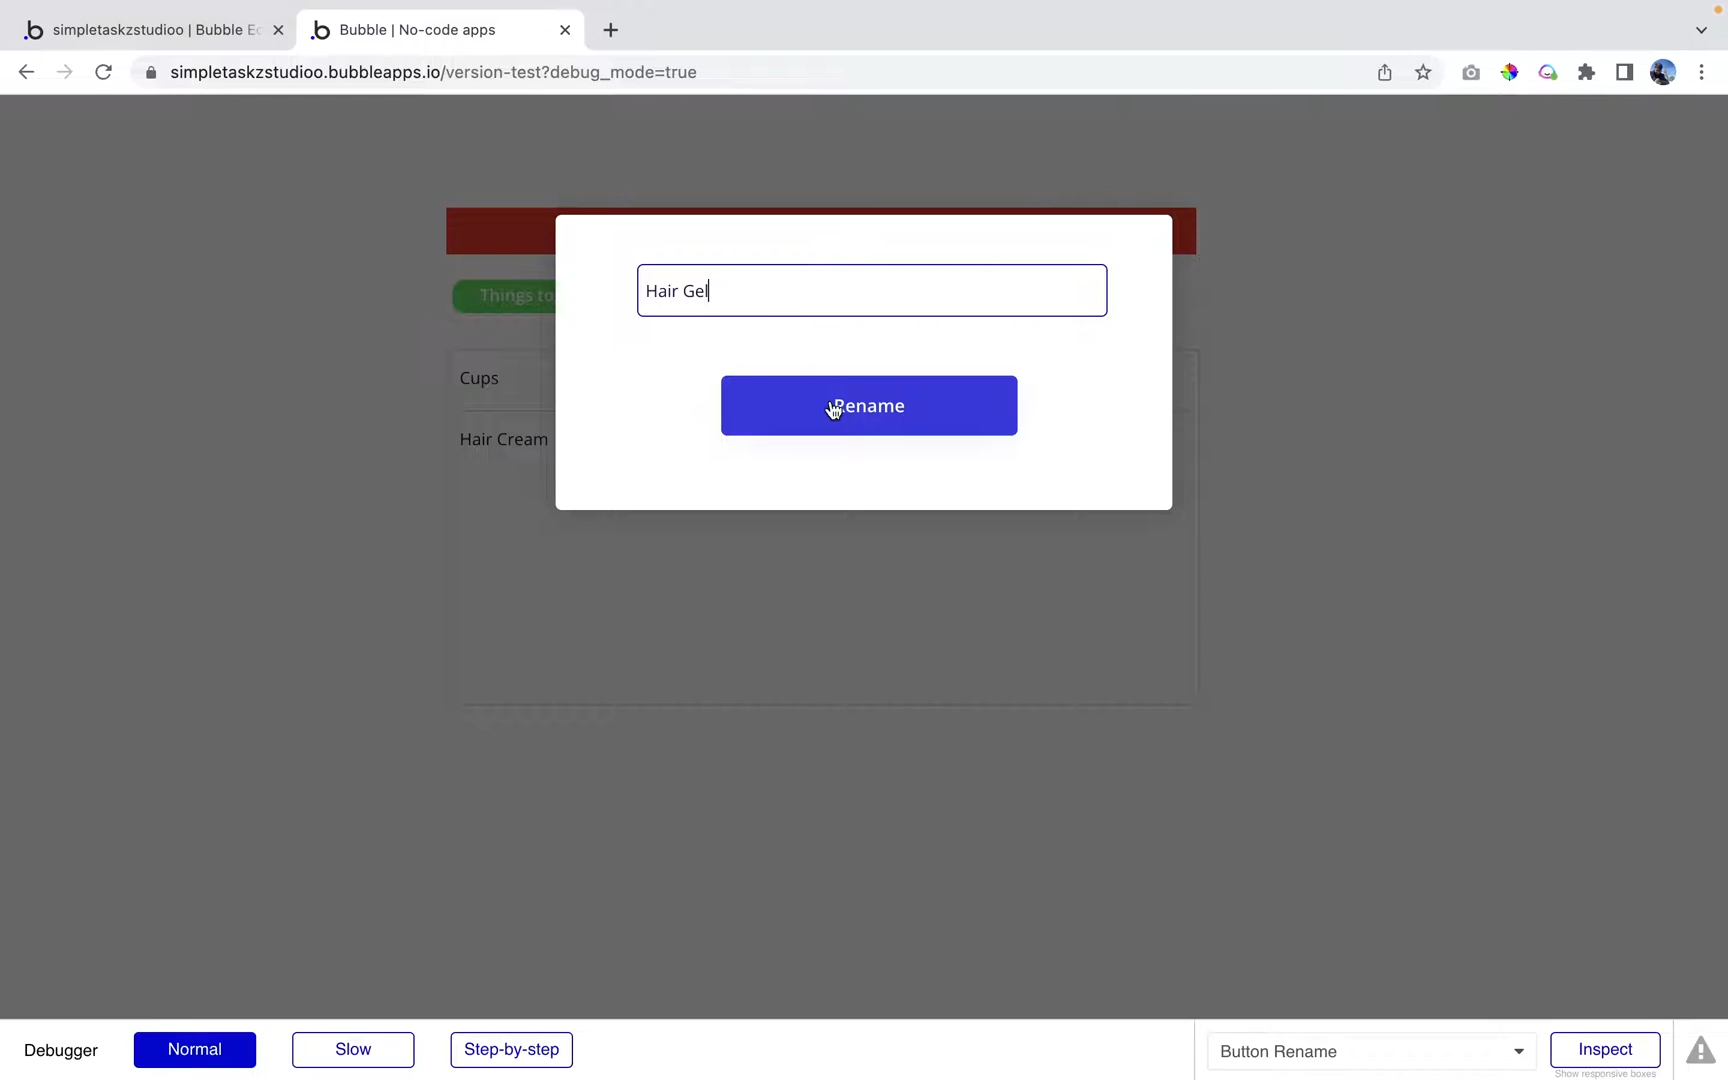 simpletaskzstudioo | Bubble Ed
Bubble | No-code apps
simpletaskzstudioo.bubbleapps.io/version-test?debug_mode=true
Things to
Hair Gel
Cups
Rename
Hair Cream
Debugger
Normal
Slow
Step-by-step
Button Rename
Inspect
Show responsive boxes